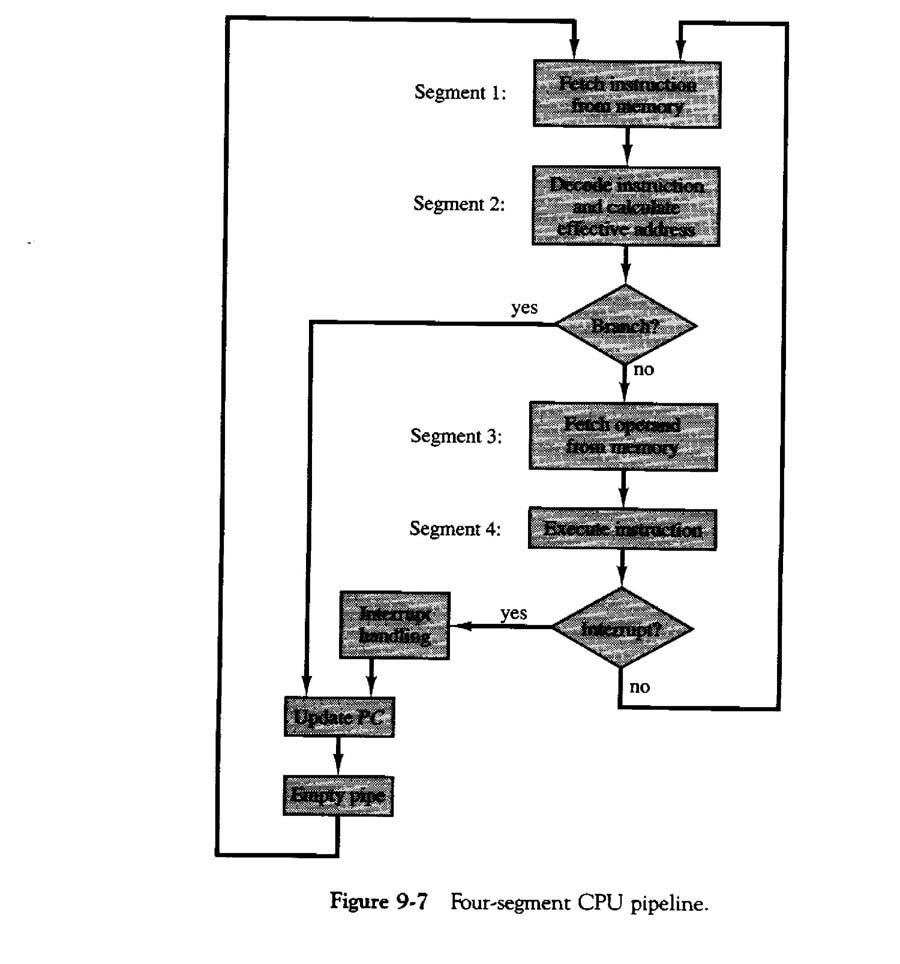 Segment 1:
Fetch instruction
from memory
Segment 2:
Decode instruction
and calculate
effective address
yes
Branch?
no
Segment 3:
Fetch operand
from memory
Segment 4:
Execute instruction
Interrupt
handling
yes
Interrupt?
no
Update PC
Empty pipe
Figure 9-7 Four-segment CPU pipeline.